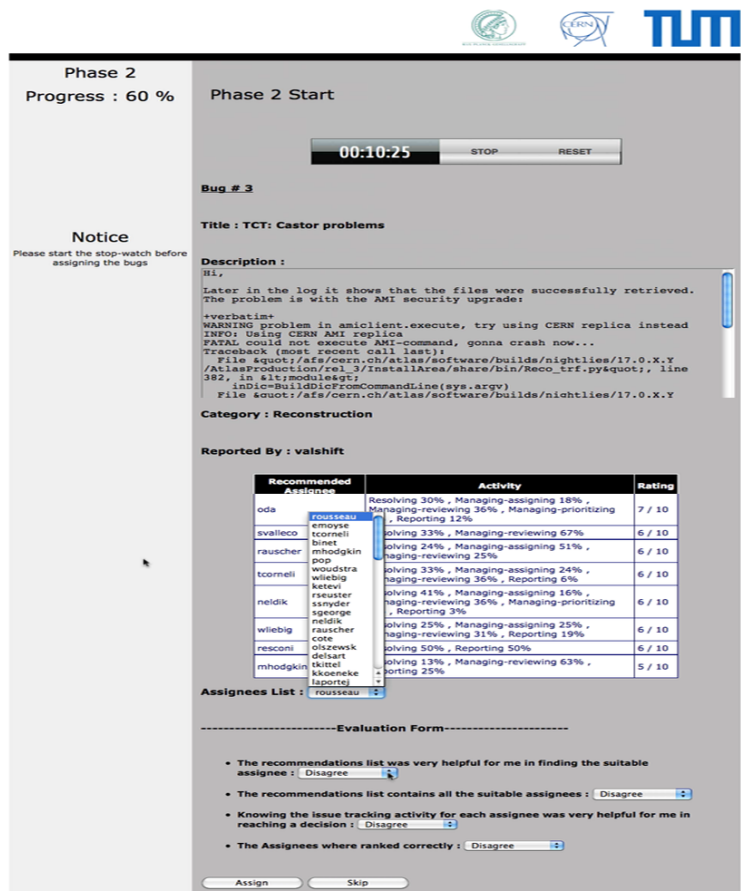 CERN
TUM
Phase 2
Progress : 60 %
Phase 2 Start
00:10:25 STOP RESET
Bug # 3
Title : TCT: Castor problems
Notice
Please start the stop-watch before
assigning the bugs
Description :
Hi,
Later in the log it shows that the files were successfully retrieved.
The problem is with the AMI security upgrade:
+verbatim+
WARNING problem in amiclient.execute, try using CERN replica instead
INFO: Using CERN AMI replica
FATAL could not execute AMI-command, gonna crash now...
Traceback (most recent call last):
File &quot;/afs/cern.ch/atlas/software/builds/nightlies/17.0.X.Y
/AtlasProduction/rel_3/InstallArea/share/bin/Reco_trf.py&quot;, line
382, in &lt;module&gt;
inDic=BuildDicFromCommandLine(sys.argv)
File &quot;/afs/cern.ch/atlas/software/builds/nightlies/17.0.X.Y
Category : Reconstruction
Reported By : valshift
Recommended Assignee Activity Rating
oda Resolving 30% , Managing-assigning 18% ,
Managing-reviewing 36% , Managing-prioritizing
, Reporting 12% 7 / 10
svalleco solving 33% , Managing-reviewing 67% 6 / 10
rauscher solving 24% , Managing-assigning 51% ,
naging-reviewing 25% 6 / 10
tcorneli solving 33% , Managing-assigning 24% ,
naging-reviewing 36% , Reporting 6% 6 / 10
neldik solving 41% , Managing-assigning 16% ,
naging-reviewing 36% , Managing-prioritizing
, Reporting 3% 6 / 10
wliebig solving 25% , Managing-assigning 25% ,
naging-reviewing 31% , Reporting 19% 6 / 10
resconi solving 50% , Reporting 50% 6 / 10
mhodgkin solving 13% , Managing-reviewing 63% ,
porting 25% 5 / 10
rousseau
emoyse
tcorneli
binet
mhodgkin
pop
woudstra
wliebig
ketevi
rseuster
ssnyder
sgeorge
neldik
rauscher
cote
olszewsk
delsart
tkittel
kkoeneke
laportej
Assignees List : rousseau
-----------------------Evaluation Form---------------------
• The recommendations list was very helpful for me in finding the suitable
assignee : Disagree
• The recommendations list contains all the suitable assignees : Disagree
• Knowing the issue tracking activity for each assignee was very helpful for me in
reaching a decision : Disagree
• The Assignees where ranked correctly : Disagree
Assign Skip